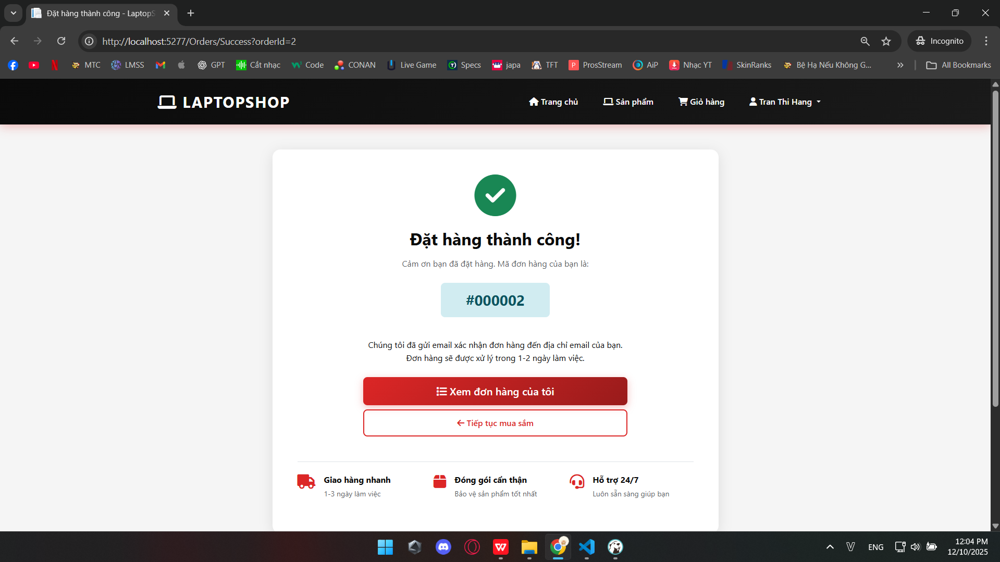 Đặt hàng thành công - LaptopS
http://localhost:5277/Orders/Success?orderId=2
Incognito
MTC
LMSS
GPT
Cắt nhạc
Code
CONAN
Live Game
Specs
japa
TFT
ProsStream
AiP
Nhạc YT
SkinRanks
Bệ Hạ Nếu Không G...
All Bookmarks
LAPTOPSHOP
Trang chủ
Sản phẩm
Giỏ hàng
Tran Thi Hang
Đặt hàng thành công!
Cảm ơn bạn đã đặt hàng. Mã đơn hàng của bạn là:
#000002
Chúng tôi đã gửi email xác nhận đơn hàng đến địa chỉ email của bạn.
Đơn hàng sẽ được xử lý trong 1-2 ngày làm việc.
Xem đơn hàng của tôi
Tiếp tục mua sắm
Giao hàng nhanh
1-3 ngày làm việc
Đóng gói cẩn thận
Bảo vệ sản phẩm tốt nhất
Hỗ trợ 24/7
Luôn sẵn sàng giúp bạn
ENG
12:04 PM
12/10/2025